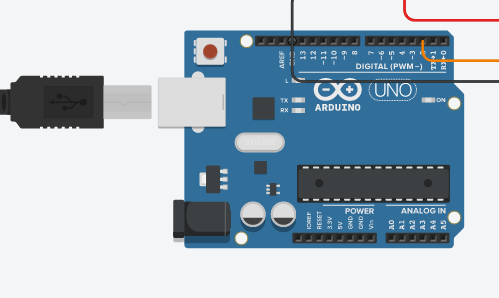 AREF
13
12
~11
~10
~9
8
7
~6
~5
4
~3
TX→1
RX←0
DIGITAL (PWM~)
L
TX
RX
ARDUINO
UNO
ON
POWER
ANALOG IN
IOREF
RESET
3.3V
5V
GND
GND
Vin
A0
A1
A2
A3
A4
A5